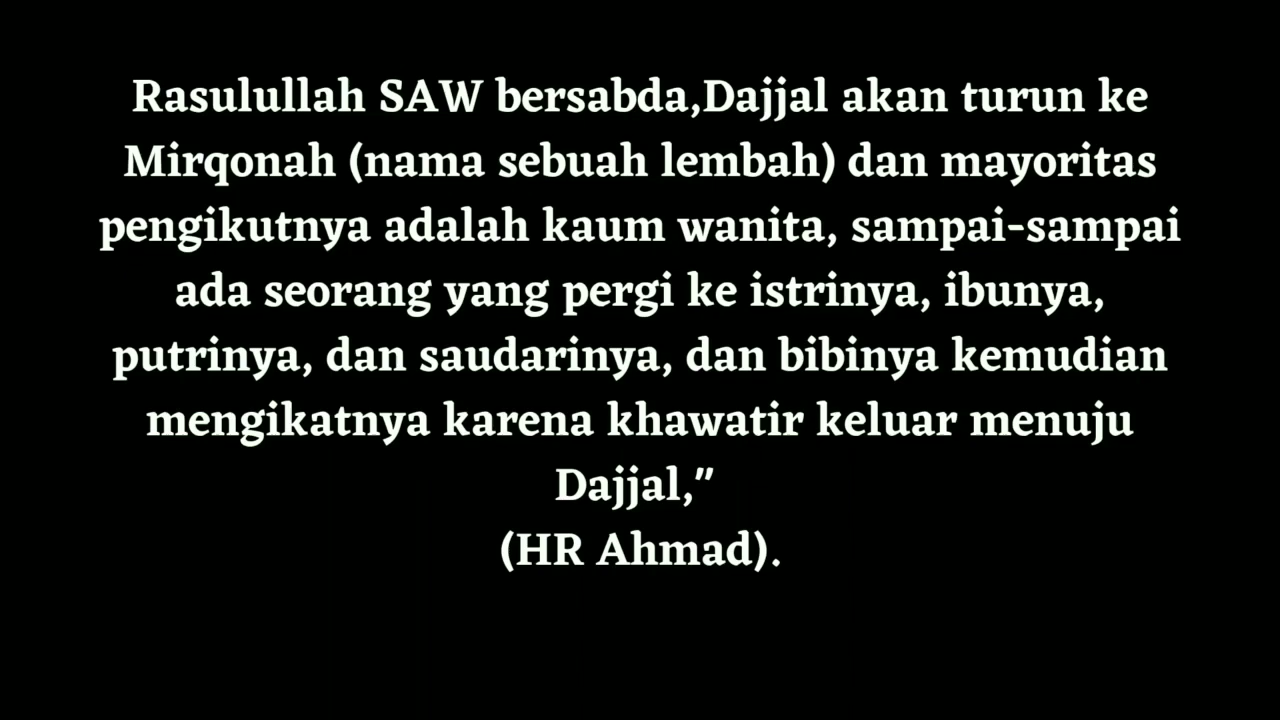 Rasulullah SAW bersabda,Dajjal akan turun ke
Mirqonah (nama sebuah lembah) dan mayoritas
pengikutnya adalah kaum wanita, sampai-sampai
ada seorang yang pergi ke istrinya, ibunya,
putrinya, dan saudarinya, dan bibinya kemudian
mengikatnya karena khawatir keluar menuju
Dajjal,"
(HR Ahmad).